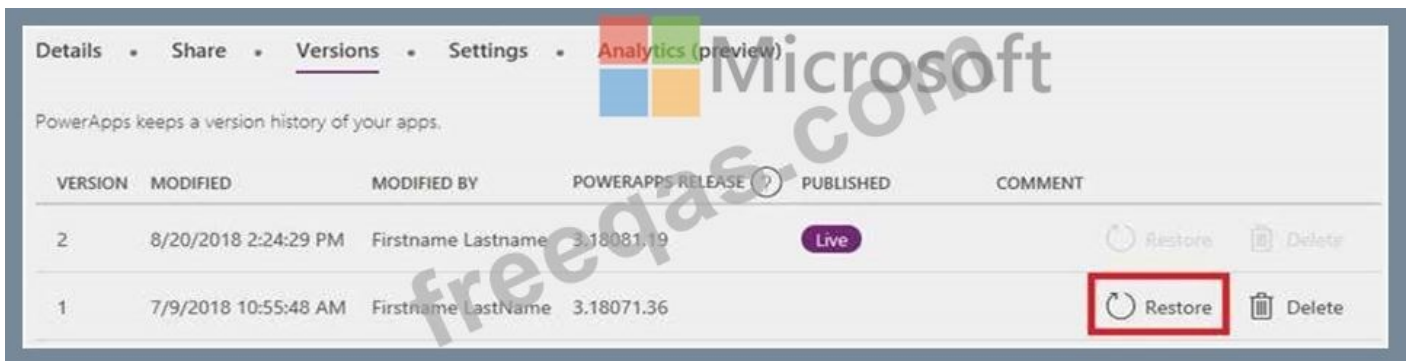 Details • Share • Versions • Settings • Analytics (preview)
Microsoft
PowerApps keeps a version history of your apps.
freeqas.com
VERSION MODIFIED MODIFIED BY POWERAPPS RELEASE ? PUBLISHED COMMENT
2 8/20/2018 2:24:29 PM Firstname Lastname 3.18081.19 Live Restore Delete
1 7/9/2018 10:55:48 AM Firstname LastName 3.18071.36 Restore Delete